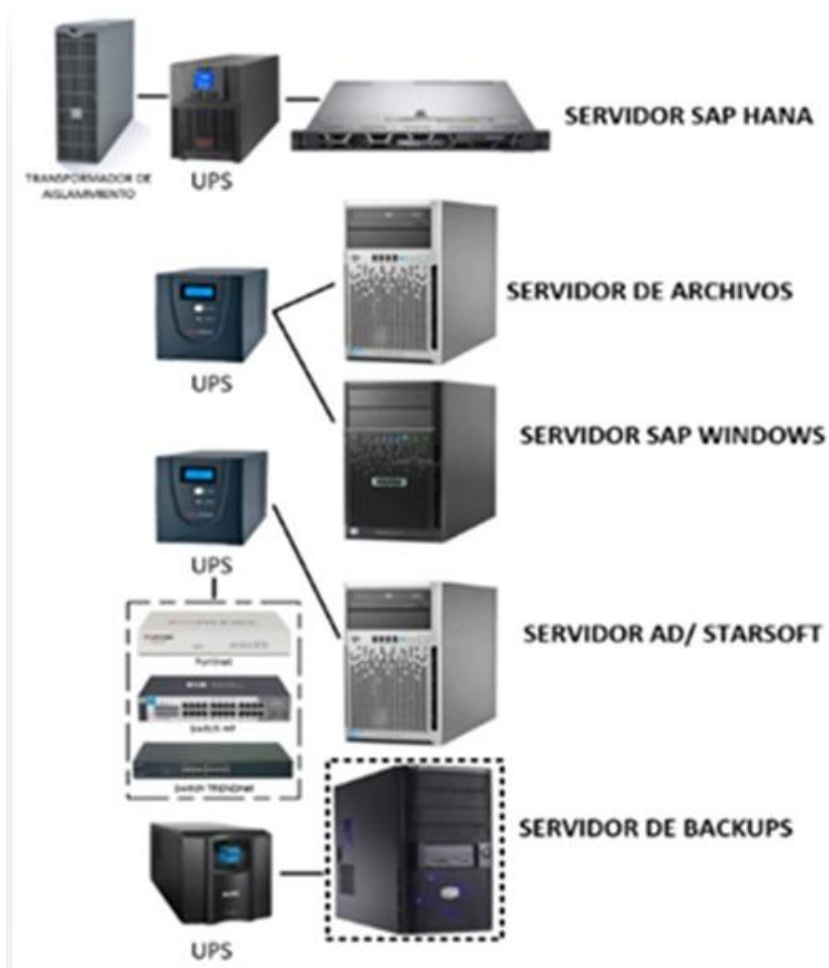 SERVIDOR SAP HANA
TRANSFORMADOR DE
AISLAMIENTO
UPS
SERVIDOR DE ARCHIVOS
UPS
SERVIDOR SAP WINDOWS
UPS
SERVIDOR AD/ STARSOFT
Fortinet
Switch HP
Switch TRENDnet
SERVIDOR DE BACKUPS
UPS